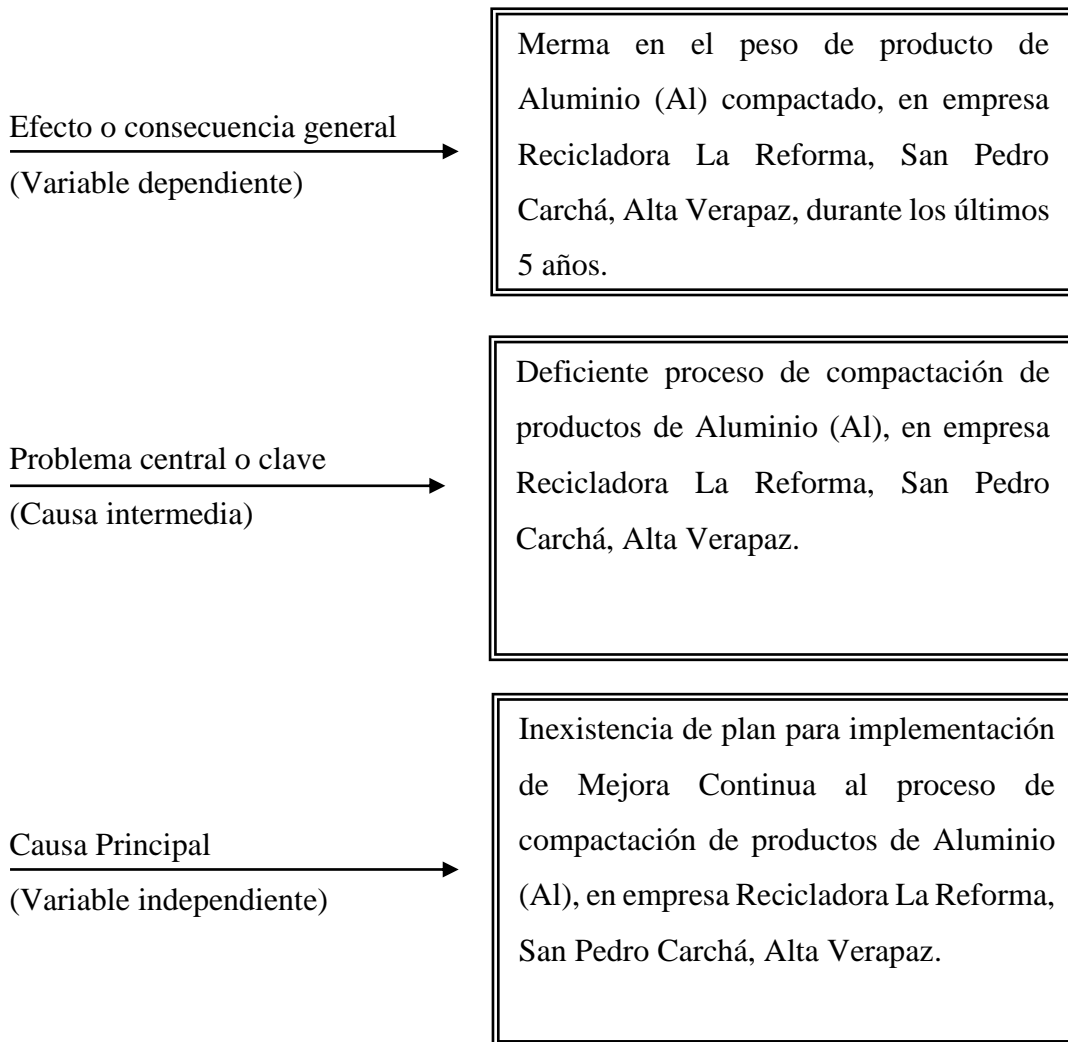 Efecto o consecuencia general
(Variable dependiente)
Merma en el peso de producto de
Aluminio (Al) compactado, en empresa
Recicladora La Reforma, San Pedro
Carchá, Alta Verapaz, durante los últimos
5 años.
Problema central o clave
(Causa intermedia)
Deficiente proceso de compactación de
productos de Aluminio (Al), en empresa
Recicladora La Reforma, San Pedro
Carchá, Alta Verapaz.
Causa Principal
(Variable independiente)
Inexistencia de plan para implementación
de Mejora Continua al proceso de
compactación de productos de Aluminio
(Al), en empresa Recicladora La Reforma,
San Pedro Carchá, Alta Verapaz.